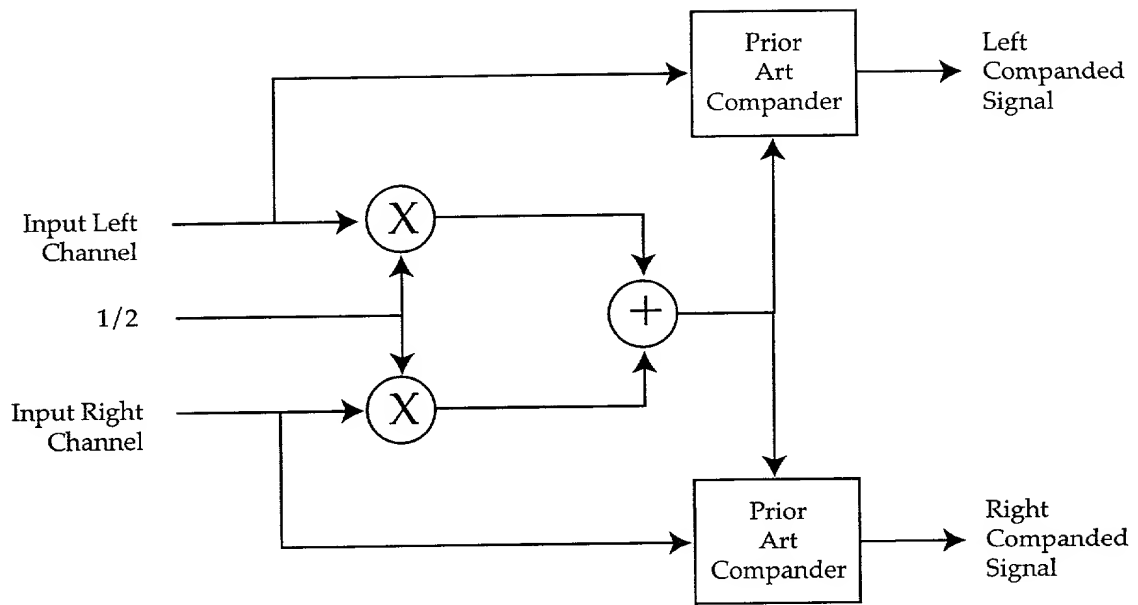 Prior
Art
Compander
Left
Companded
Signal
Input Left
Channel
X
1/2
+
Input Right
Channel
X
Prior
Art
Compander
Right
Companded
Signal